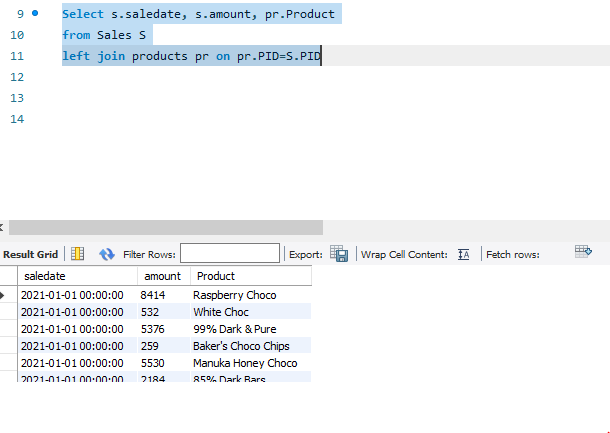 9 Select s.saledate, s.amount, pr.Product
10 from Sales S
11 left join products pr on pr.PID=S.PID
12
13
14
Result Grid Filter Rows: Export: Wrap Cell Content: Fetch rows:
saledate amount Product
2021-01-01 00:00:00 8414 Raspberry Choco
2021-01-01 00:00:00 532 White Choc
2021-01-01 00:00:00 5376 99% Dark & Pure
2021-01-01 00:00:00 259 Baker's Choco Chips
2021-01-01 00:00:00 5530 Manuka Honey Choco
2021-01-01 00:00:00 2184 85% Dark Bars